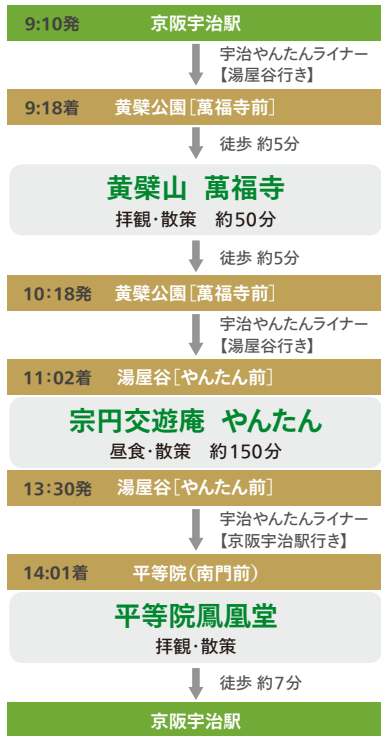 9:10発 京阪宇治駅
宇治やんたんライナー
【湯屋谷行き】
9:18着 黄檗公園［萬福寺前］
徒歩 約5分
黄檗山 萬福寺
拝観・散策 約50分
徒歩 約5分
10：18発 黄檗公園［萬福寺前］
宇治やんたんライナー
【湯屋谷行き】
11：02着 湯屋谷［やんたん前］
宗円交遊庵 やんたん
昼食・散策 約150分
13：30発 湯屋谷［やんたん前］
宇治やんたんライナー
【京阪宇治駅行き】
14:01着 平等院（南門前）
平等院鳳凰堂
拝観・散策
徒歩 約7分
京阪宇治駅